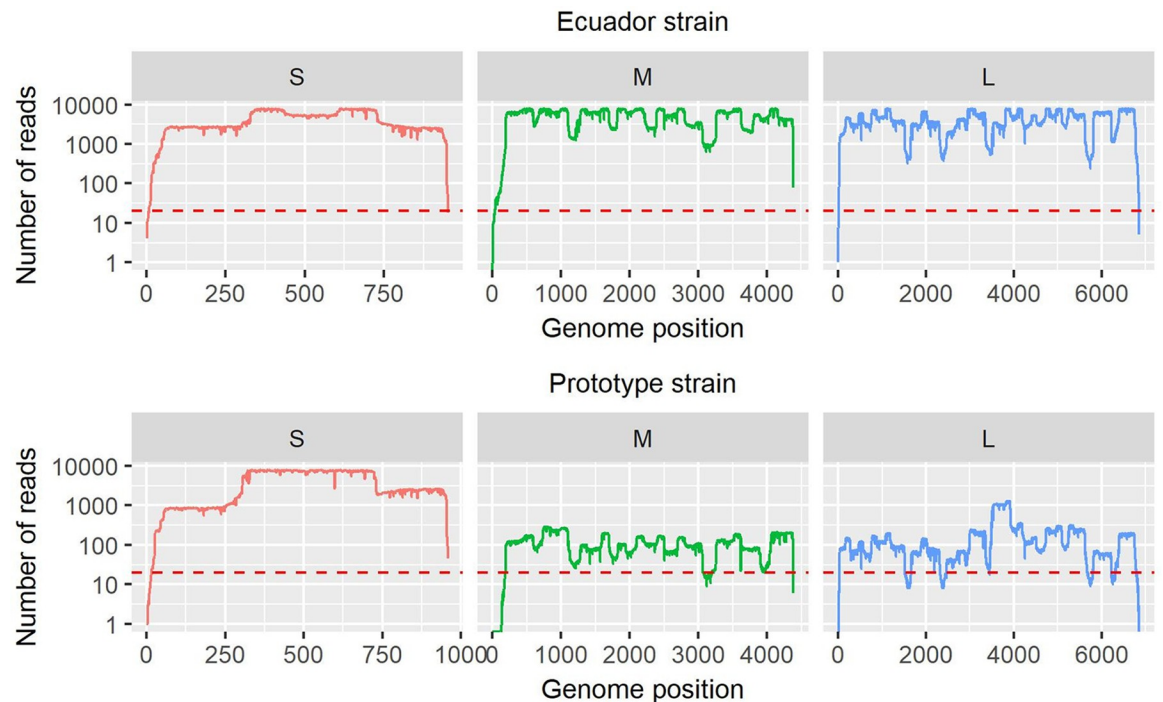 Ecuador strain
S M L
Number of reads
10000
1000
100
10
1
0 250 500 750 0 1000 2000 3000 4000 0 2000 4000 6000
Genome position
Prototype strain
S M L
Number of reads
10000
1000
100
10
1
0 250 500 750 1000 0 1000 2000 3000 4000 0 2000 4000 6000
Genome position